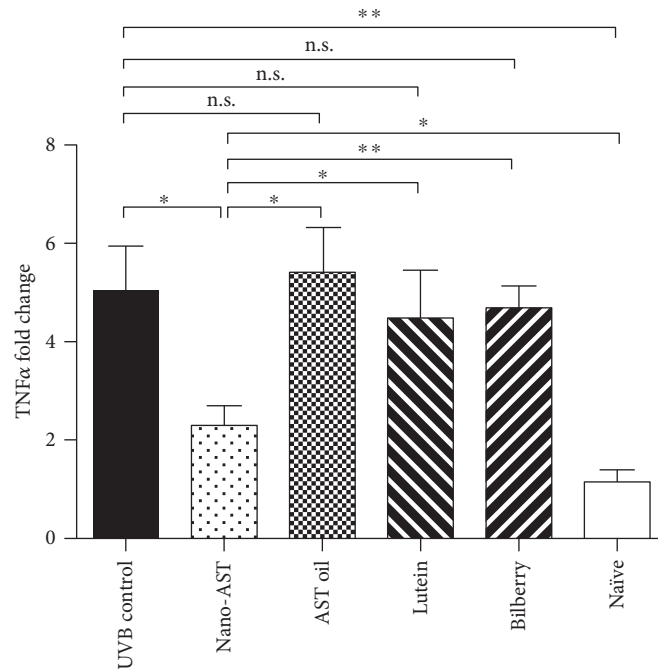 **
n.s.
n.s.
n.s.
*
**
*
*
*
8
6
4
2
0
TNFα fold change
UVB control
Nano-AST
AST oil
Lutein
Bilberry
Naïve